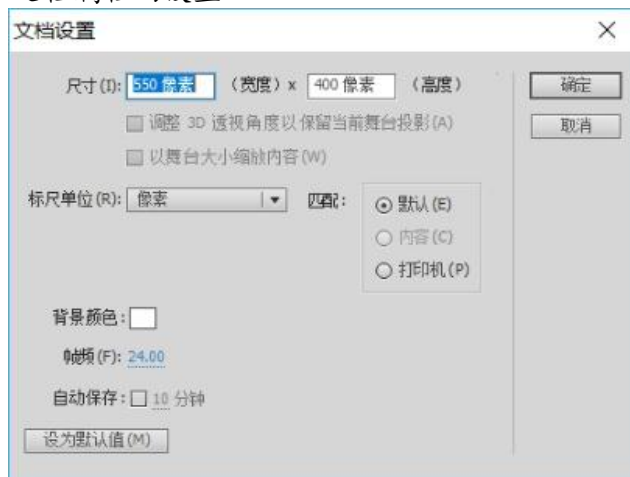 文档设置
尺寸(I): 550 像素 (宽度) x 400 像素 (高度)
确定
调整 3D 透视角度以保留当前舞台投影(A)
取消
以舞台大小缩放内容(W)
标尺单位(R): 像素 匹配: 默认(E)
内容(C)
打印机(P)
背景颜色:
帧频(F): 24.00
自动保存: 10 分钟
设为默认值(M)